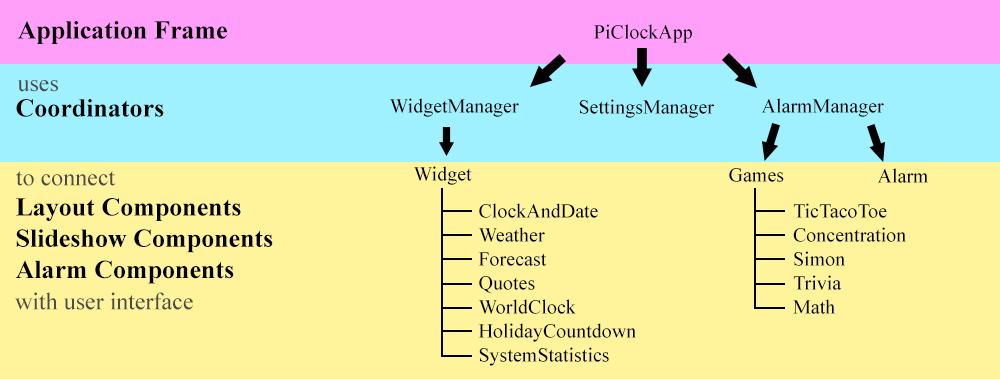 Application Frame
PiClockApp
uses
Coordinators
WidgetManager
SettingsManager
AlarmManager
to connect
Layout Components
Slideshow Components
Alarm Components
with user interface
Widget
ClockAndDate
Weather
Forecast
Quotes
WorldClock
HolidayCountdown
SystemStatistics
Games
TicTacoToe
Concentration
Simon
Trivia
Math
Alarm